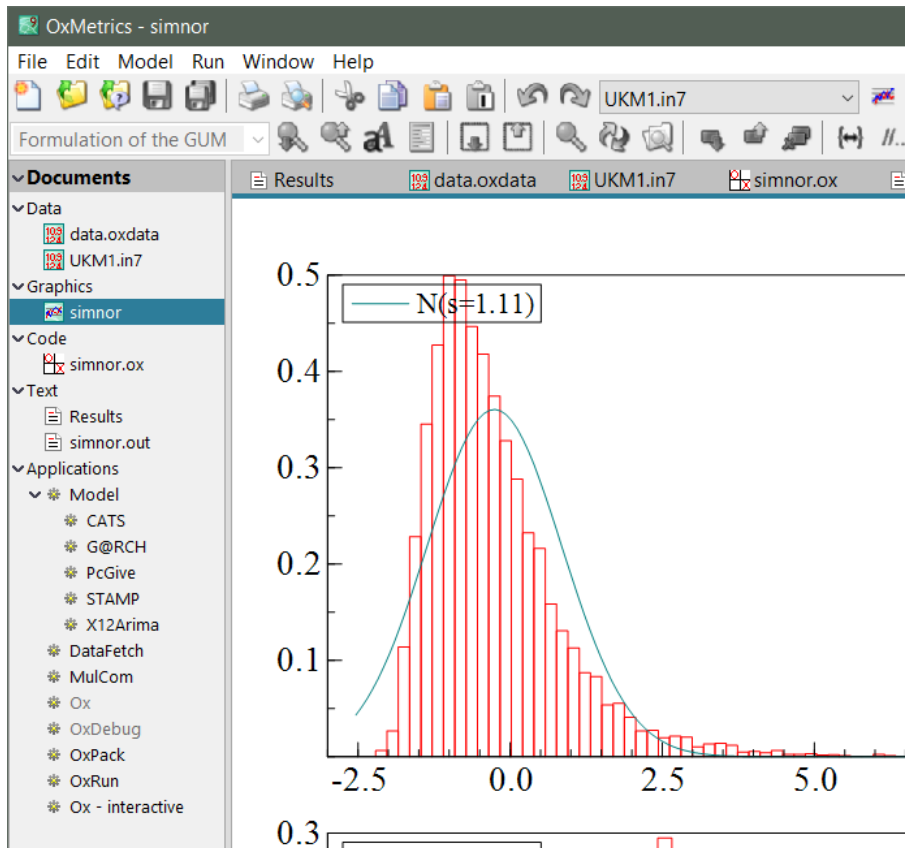 OxMetrics - simnor
File Edit Model Run Window Help
UKM1.in7
Formulation of the GUM
Documents
Results data.oxdata UKM1.in7 simnor.ox
Data
data.oxdata
UKM1.in7
Graphics
simnor
Code
simnor.ox
Text
Results
simnor.out
Applications
Model
CATS
G@RCH
PcGive
STAMP
X12Arima
DataFetch
MulCom
Ox
OxDebug
OxPack
OxRun
Ox - interactive
0.5
N(s=1.11)
0.4
0.3
0.2
0.1
-2.5 0.0 2.5 5.0
0.3